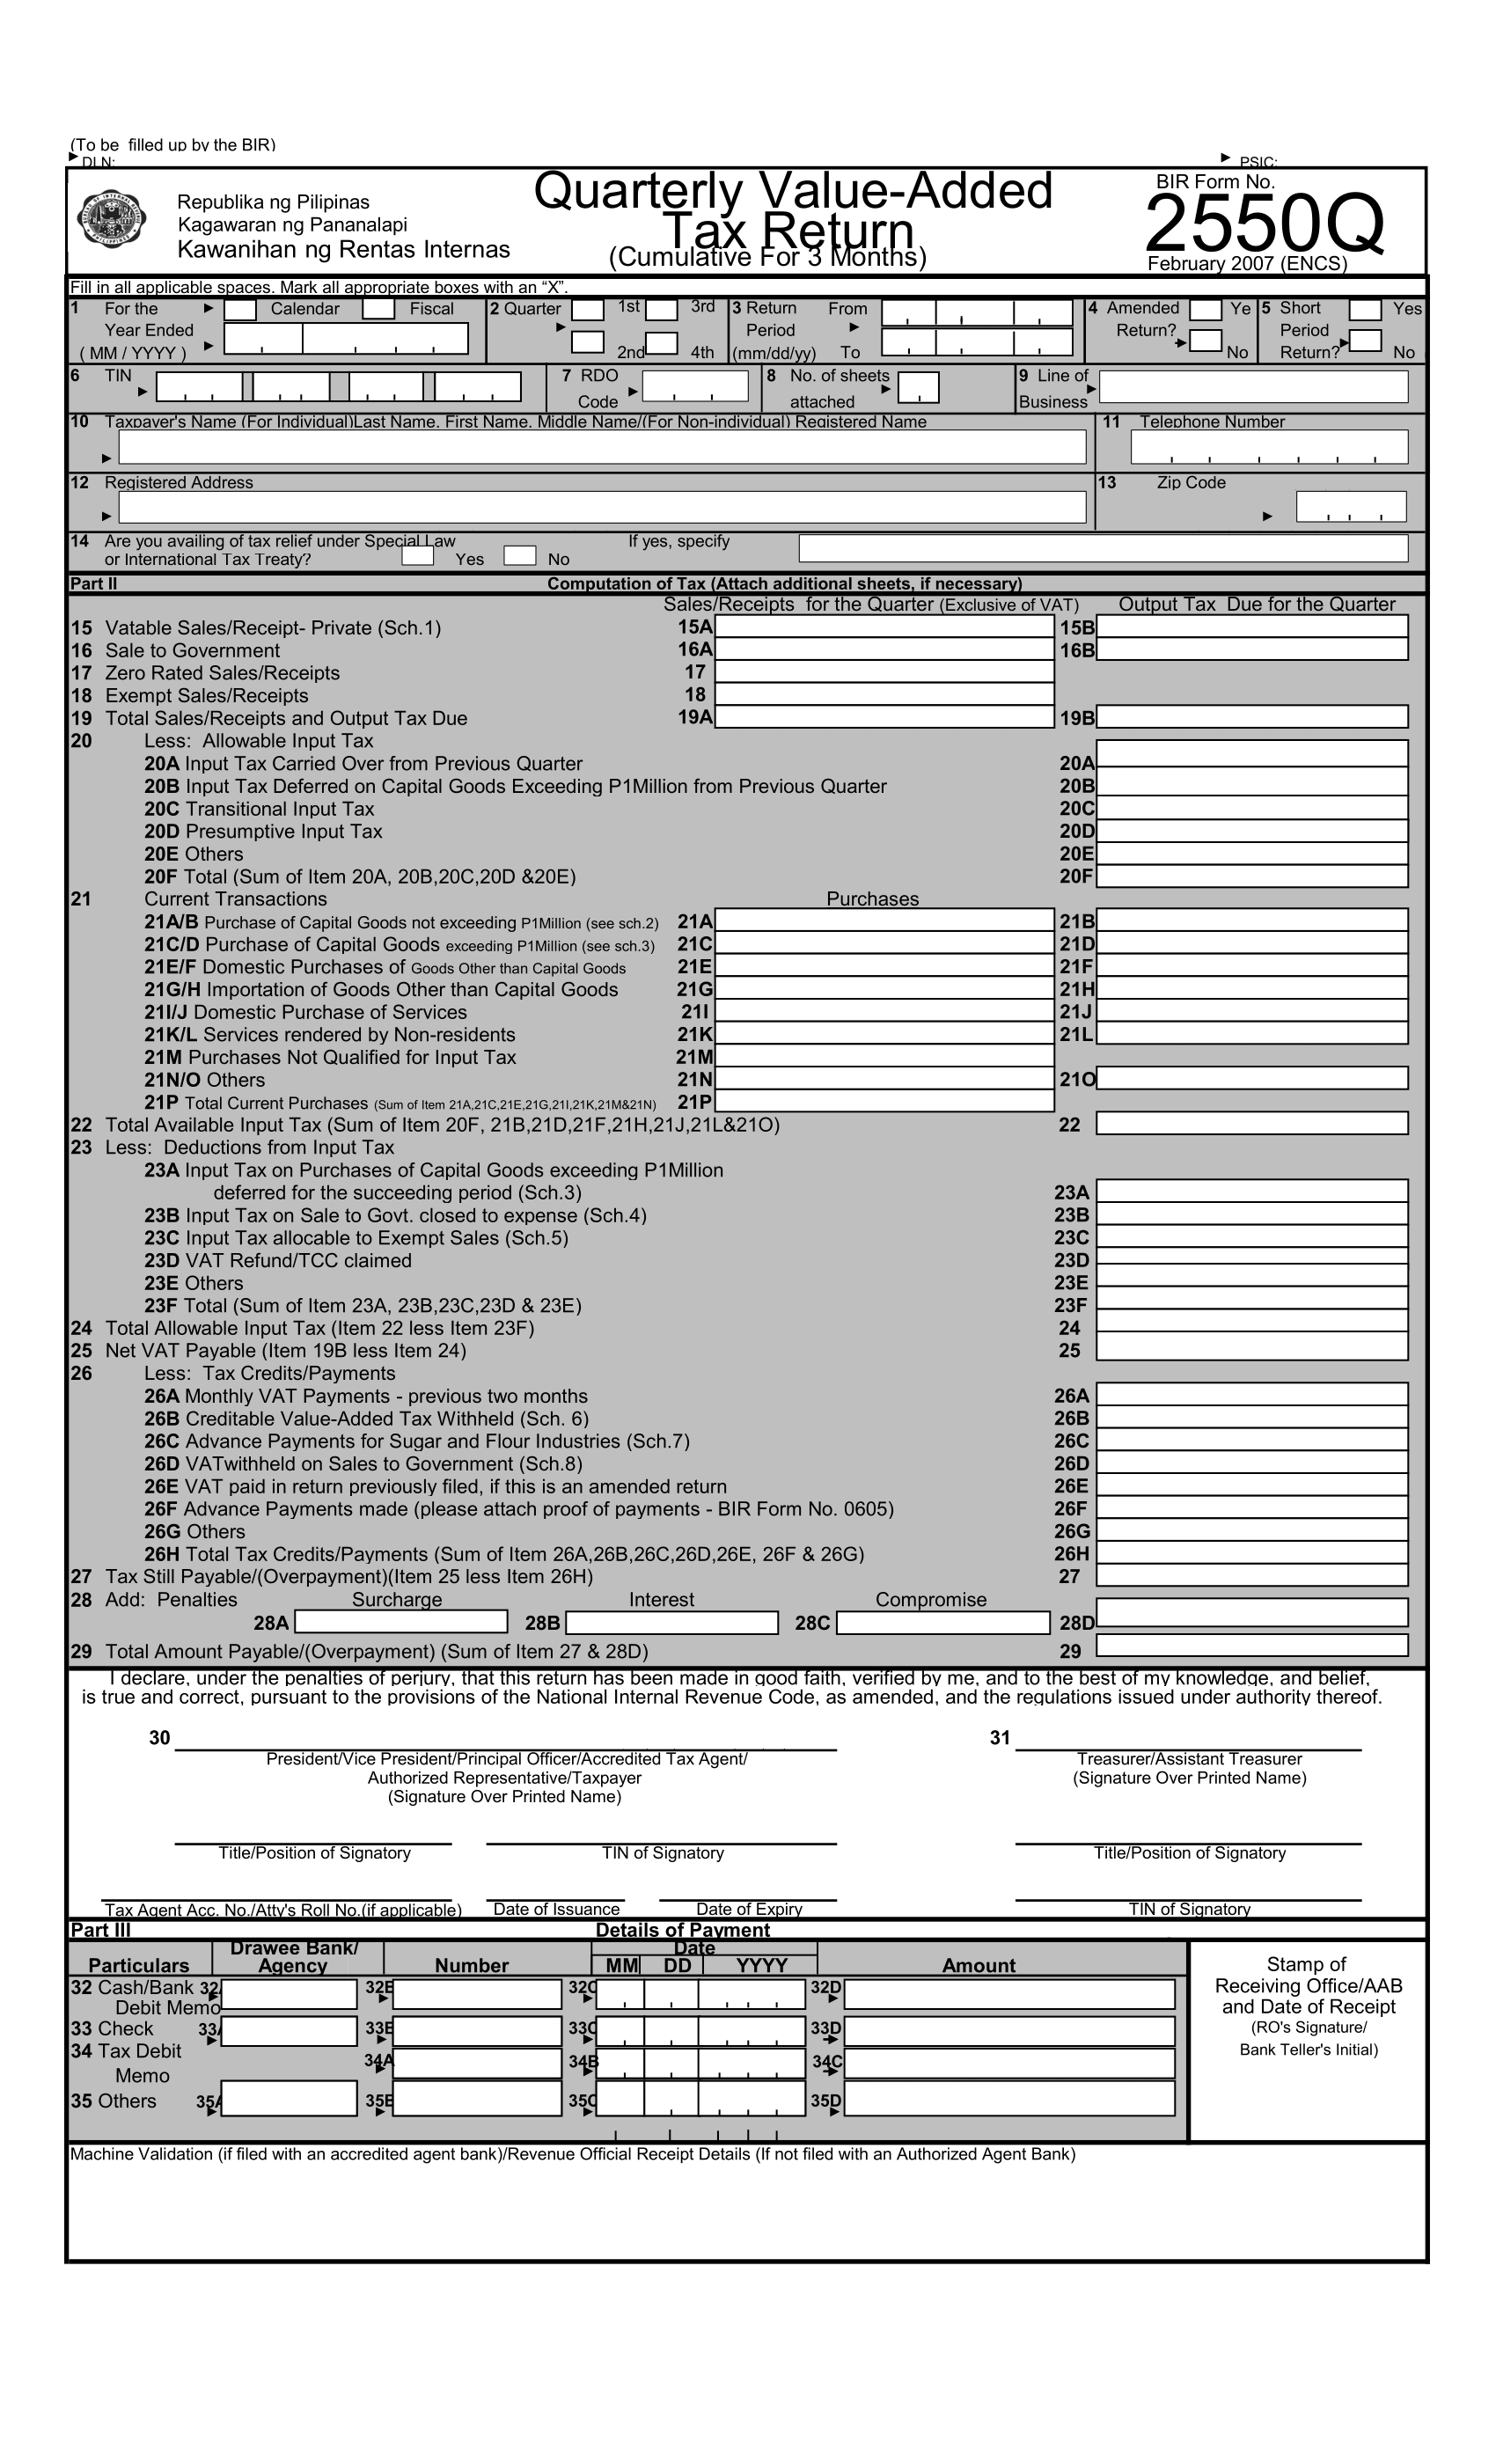 (To be filled up by the BIR)
DLN: PSIC:
Republika ng Pilipinas
Kagawaran ng Pananalapi
Kawanihan ng Rentas Internas
Quarterly Value-Added
Tax Return
(Cumulative For 3 Months)
BIR Form No.
2550Q
February 2007 (ENCS)
Fill in all applicable spaces. Mark all appropriate boxes with an “X”.
1 For the Calendar Fiscal
Year Ended
( MM / YYYY )
2 Quarter 1st 3rd
2nd 4th
3 Return From
Period
(mm/dd/yy) To
4 Amended Ye
Return?
No
5 Short Yes
Period
Return? No
6 TIN
7 RDO
Code
8 No. of sheets
attached
9 Line of
Business
10 Taxpayer's Name (For Individual)Last Name, First Name, Middle Name/(For Non-individual) Registered Name
11 Telephone Number
12 Registered Address
13 Zip Code
14 Are you availing of tax relief under Special Law
or International Tax Treaty? Yes No
If yes, specify
Part II Computation of Tax (Attach additional sheets, if necessary)
Sales/Receipts for the Quarter (Exclusive of VAT) Output Tax Due for the Quarter
15 Vatable Sales/Receipt- Private (Sch.1) 15A 15B
16 Sale to Government 16A 16B
17 Zero Rated Sales/Receipts 17
18 Exempt Sales/Receipts 18
19 Total Sales/Receipts and Output Tax Due 19A 19B
20 Less: Allowable Input Tax
20A Input Tax Carried Over from Previous Quarter 20A
20B Input Tax Deferred on Capital Goods Exceeding P1Million from Previous Quarter 20B
20C Transitional Input Tax 20C
20D Presumptive Input Tax 20D
20E Others 20E
20F Total (Sum of Item 20A, 20B,20C,20D &20E) 20F
21 Current Transactions Purchases
21A/B Purchase of Capital Goods not exceeding P1Million (see sch.2) 21A 21B
21C/D Purchase of Capital Goods exceeding P1Million (see sch.3) 21C 21D
21E/F Domestic Purchases of Goods Other than Capital Goods 21E 21F
21G/H Importation of Goods Other than Capital Goods 21G 21H
21I/J Domestic Purchase of Services 21I 21J
21K/L Services rendered by Non-residents 21K 21L
21M Purchases Not Qualified for Input Tax 21M
21N/O Others 21N 21O
21P Total Current Purchases (Sum of Item 21A,21C,21E,21G,21I,21K,21M&21N) 21P
22 Total Available Input Tax (Sum of Item 20F, 21B,21D,21F,21H,21J,21L&21O) 22
23 Less: Deductions from Input Tax
23A Input Tax on Purchases of Capital Goods exceeding P1Million
deferred for the succeeding period (Sch.3) 23A
23B Input Tax on Sale to Govt. closed to expense (Sch.4) 23B
23C Input Tax allocable to Exempt Sales (Sch.5) 23C
23D VAT Refund/TCC claimed 23D
23E Others 23E
23F Total (Sum of Item 23A, 23B,23C,23D & 23E) 23F
24 Total Allowable Input Tax (Item 22 less Item 23F) 24
25 Net VAT Payable (Item 19B less Item 24) 25
26 Less: Tax Credits/Payments
26A Monthly VAT Payments - previous two months 26A
26B Creditable Value-Added Tax Withheld (Sch. 6) 26B
26C Advance Payments for Sugar and Flour Industries (Sch.7) 26C
26D VATwithheld on Sales to Government (Sch.8) 26D
26E VAT paid in return previously filed, if this is an amended return 26E
26F Advance Payments made (please attach proof of payments - BIR Form No. 0605) 26F
26G Others 26G
26H Total Tax Credits/Payments (Sum of Item 26A,26B,26C,26D,26E, 26F & 26G) 26H
27 Tax Still Payable/(Overpayment)(Item 25 less Item 26H) 27
28 Add: Penalties Surcharge Interest Compromise
28A 28B 28C 28D
29 Total Amount Payable/(Overpayment) (Sum of Item 27 & 28D) 29
I declare, under the penalties of perjury, that this return has been made in good faith, verified by me, and to the best of my knowledge, and belief,
is true and correct, pursuant to the provisions of the National Internal Revenue Code, as amended, and the regulations issued under authority thereof.
30 31
President/Vice President/Principal Officer/Accredited Tax Agent/ Treasurer/Assistant Treasurer
Authorized Representative/Taxpayer (Signature Over Printed Name)
(Signature Over Printed Name)
Title/Position of Signatory TIN of Signatory Title/Position of Signatory
Tax Agent Acc. No./Atty's Roll No.(if applicable) Date of Issuance Date of Expiry TIN of Signatory
Part III Details of Payment
Particulars Drawee Bank/
Agency Number Date
MM DD YYYY Amount
Stamp of
Receiving Office/AAB
and Date of Receipt
(RO's Signature/
Bank Teller's Initial)
32 Cash/Bank 32A 32B 32C 32D
Debit Memo
33 Check 33A 33B 33C 33D
34 Tax Debit 34A 34B 34C
Memo
35 Others 35A 35B 35C 35D
Machine Validation (if filed with an accredited agent bank)/Revenue Official Receipt Details (If not filed with an Authorized Agent Bank)